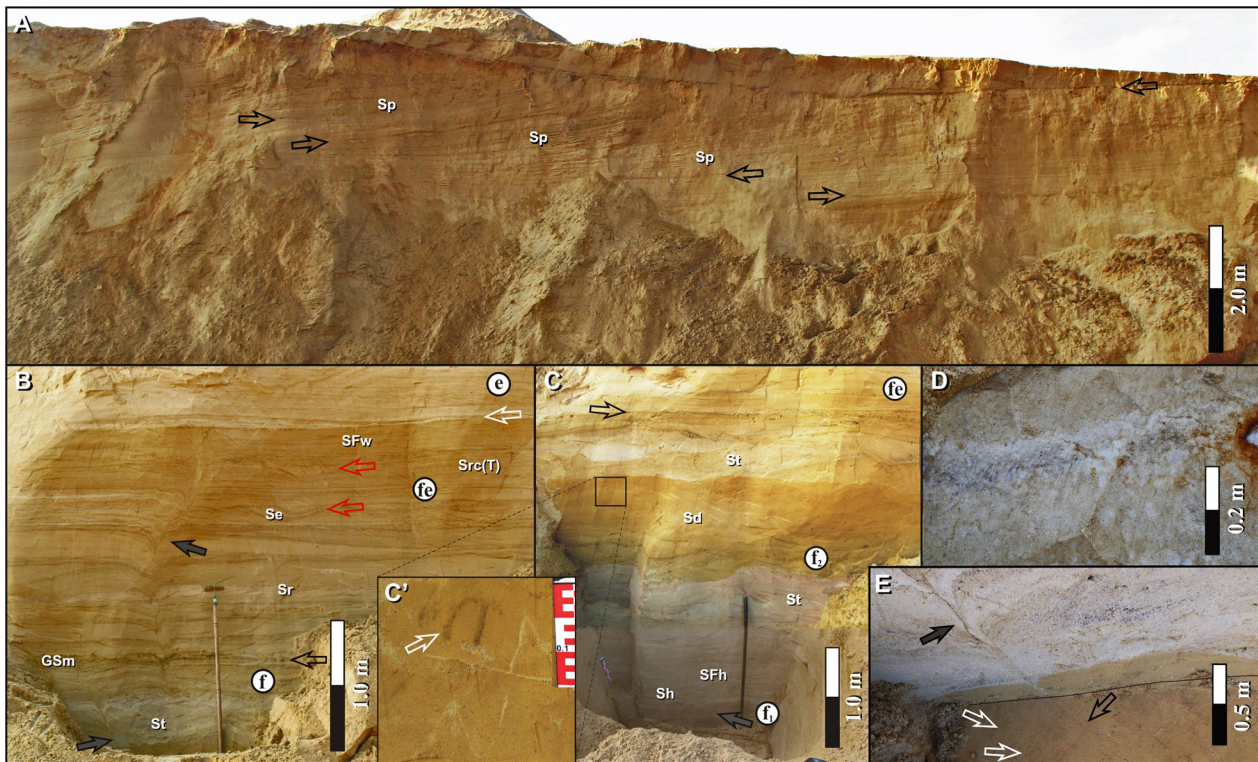 A
Sp
Sp
Sp
2.0 m
B
e
SFw
Src(T)
fe
Se
Sr
GSm
f
St
1.0 m
C
fe
St
Sd
f₂
St
SFh
Sh
f₁
1.0 m
C'
0.1
D
0.2 m
E
0.5 m